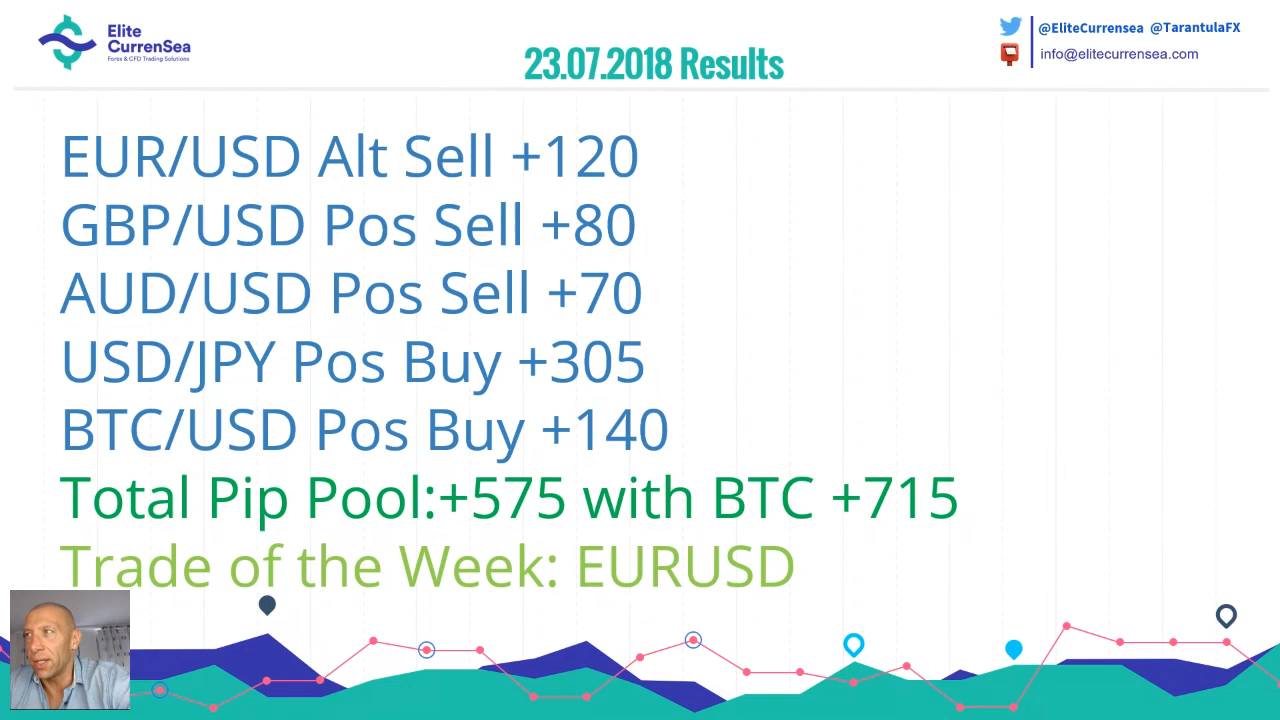 Elite
CurrenSea
Forex & CFD Trading Solutions
23.07.2018 Results
@EliteCurrensea @TarantulaFX
info@elitecurrensea.com
EUR/USD Alt Sell +120
GBP/USD Pos Sell +80
AUD/USD Pos Sell +70
USD/JPY Pos Buy +305
BTC/USD Pos Buy +140
Total Pip Pool:+575 with BTC +715
Trade of the Week: EURUSD